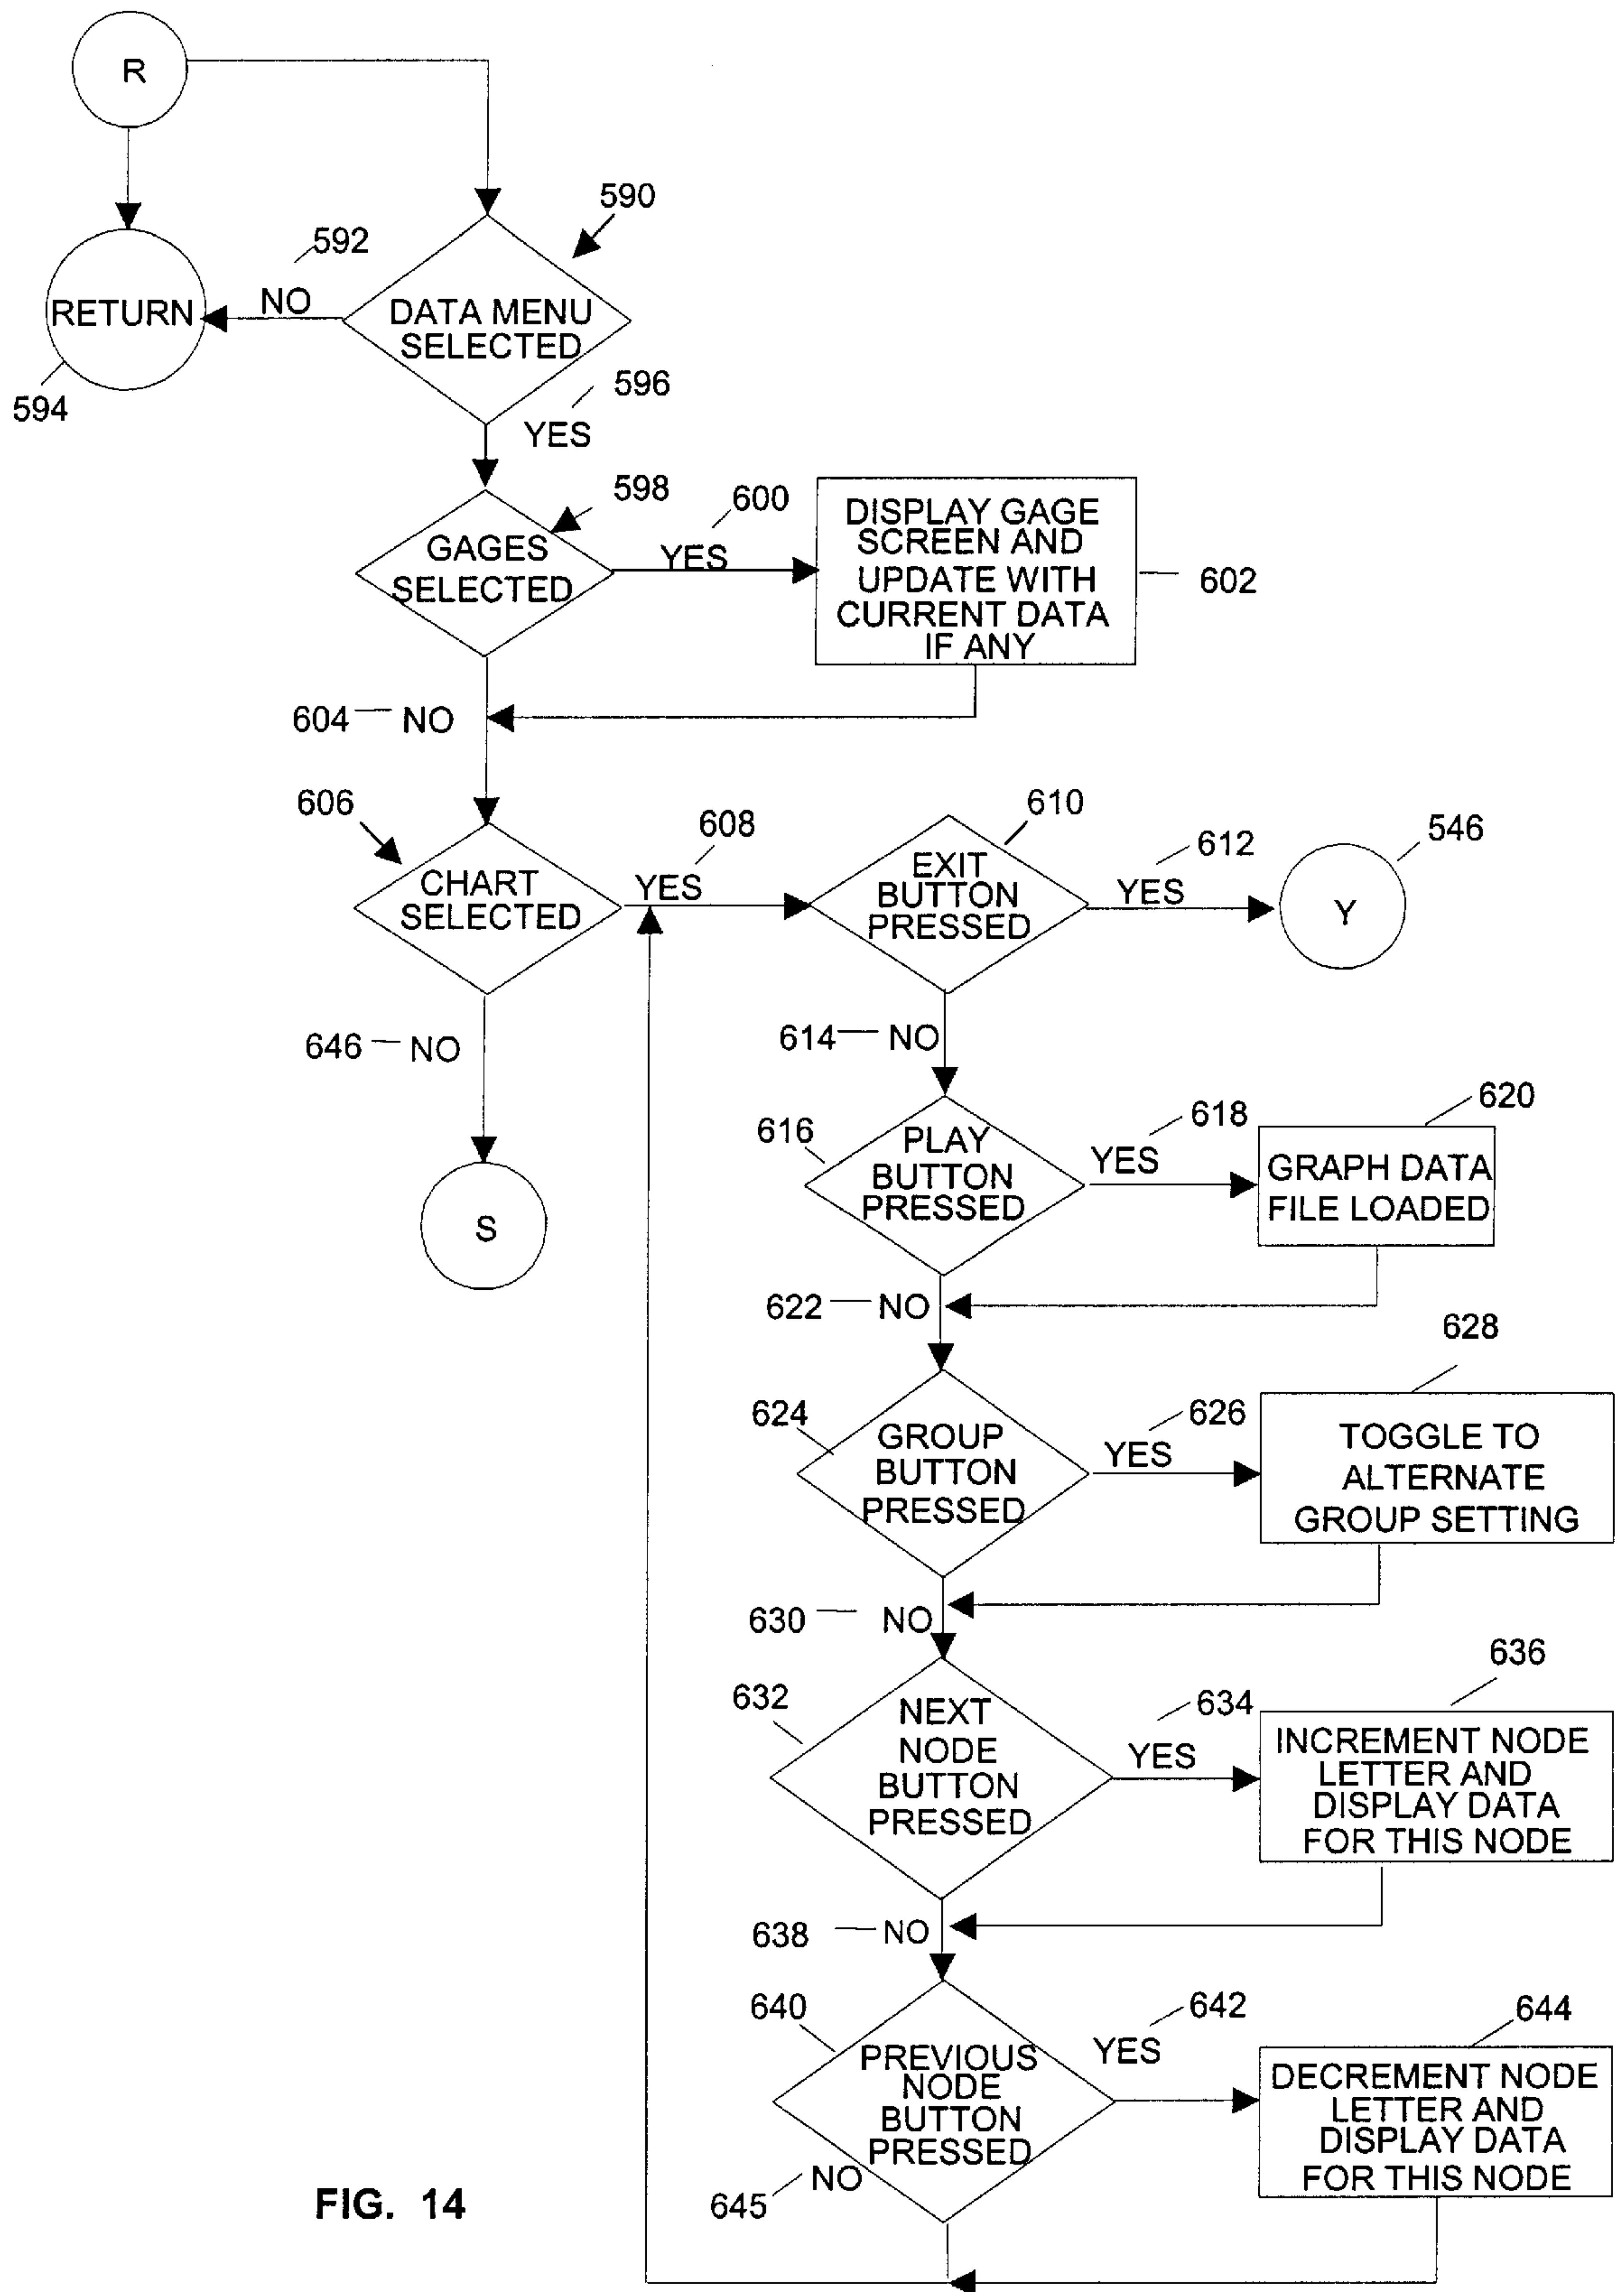 R
590
592
NO
RETURN
DATA MENU
SELECTED
594
596
YES
598
GAGES
SELECTED
600
YES
DISPLAY GAGE
SCREEN AND
UPDATE WITH
CURRENT DATA
IF ANY
602
604
NO
606
CHART
SELECTED
608
YES
610
EXIT
BUTTON
PRESSED
612
YES
546
Y
646
NO
S
614
NO
616
PLAY
BUTTON
PRESSED
618
YES
620
GRAPH DATA
FILE LOADED
622
NO
624
GROUP
BUTTON
PRESSED
626
YES
628
TOGGLE TO
ALTERNATE
GROUP SETTING
630
NO
632
NEXT
NODE
BUTTON
PRESSED
634
YES
636
INCREMENT NODE
LETTER AND
DISPLAY DATA
FOR THIS NODE
638
NO
640
PREVIOUS
NODE
BUTTON
PRESSED
642
YES
644
DECREMENT NODE
LETTER AND
DISPLAY DATA
FOR THIS NODE
645
NO
FIG. 14